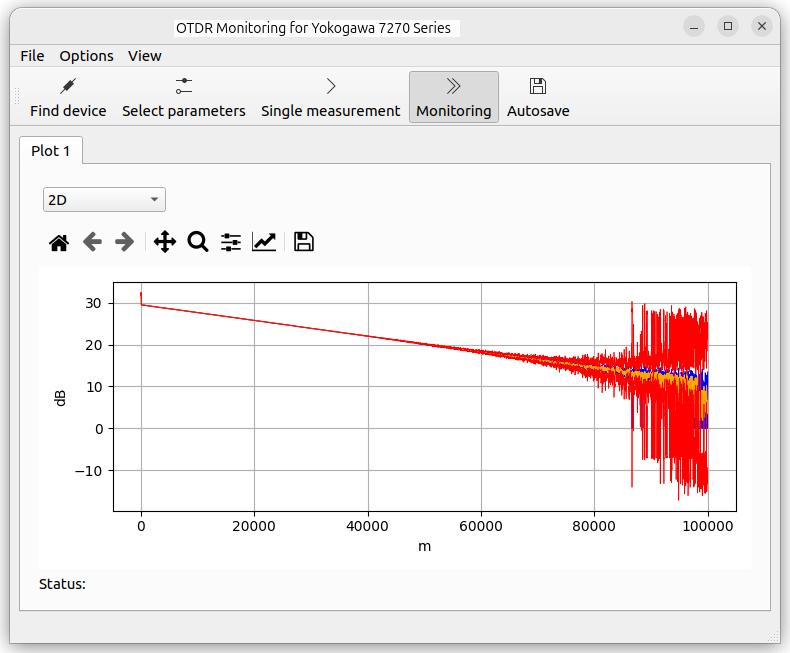 OTDR Monitoring for Yokogawa 7270 Series
File Options View
Find device Select parameters Single measurement Monitoring Autosave
Plot 1
2D
30
20
10
0
−10
dB
0 20000 40000 60000 80000 100000
m
Status: